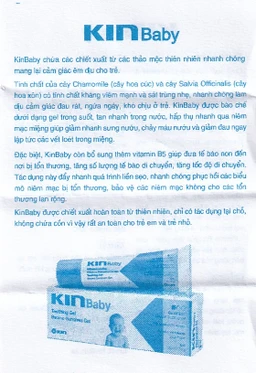 KIN Baby
KinBaby chứa các chiết xuất từ các thảo mộc thiên nhiên nhanh chóng
mang lại cảm giác êm dịu cho trẻ.
Tinh chất của cây Chamomile (cây hoa cúc) và cây Salvia Officinalis (cây
hoa xôn) có tính chất kháng viêm mạnh và sát trùng nhẹ, nhanh chóng làm
dịu cảm giác đau rát, ngứa ngáy, khó chịu ở trẻ. KinBaby được bào chế
dưới dạng gel trong suốt, tan nhanh trong nước, hấp thụ nhanh qua niêm
mạc miệng giúp giảm nhanh sưng nướu, chảy máu nướu và giảm đau ngay
lập tức các vết loét trong miệng.
Đặc biệt, KinBaby còn bổ sung thêm vitamin B5 giúp đưa tế bào non đến
nơi bị tổn thương, tăng số lượng tế bào di chuyển, tăng tốc độ di chuyển.
Tác dụng này đẩy nhanh quá trình liền sẹo, nhanh chóng phục hồi các biểu
mô niêm mạc bị tổn thương, bảo vệ các niêm mạc không cho các tổn
thương lan rộng.
KinBaby được chiết xuất hoàn toàn từ thiên nhiên, chỉ có tác dụng tại chỗ,
không chứa cồn vì vậy rất an toàn cho trẻ em và trẻ nhỏ.
KIN Baby
KIN Baby
Teething Gel
KIN